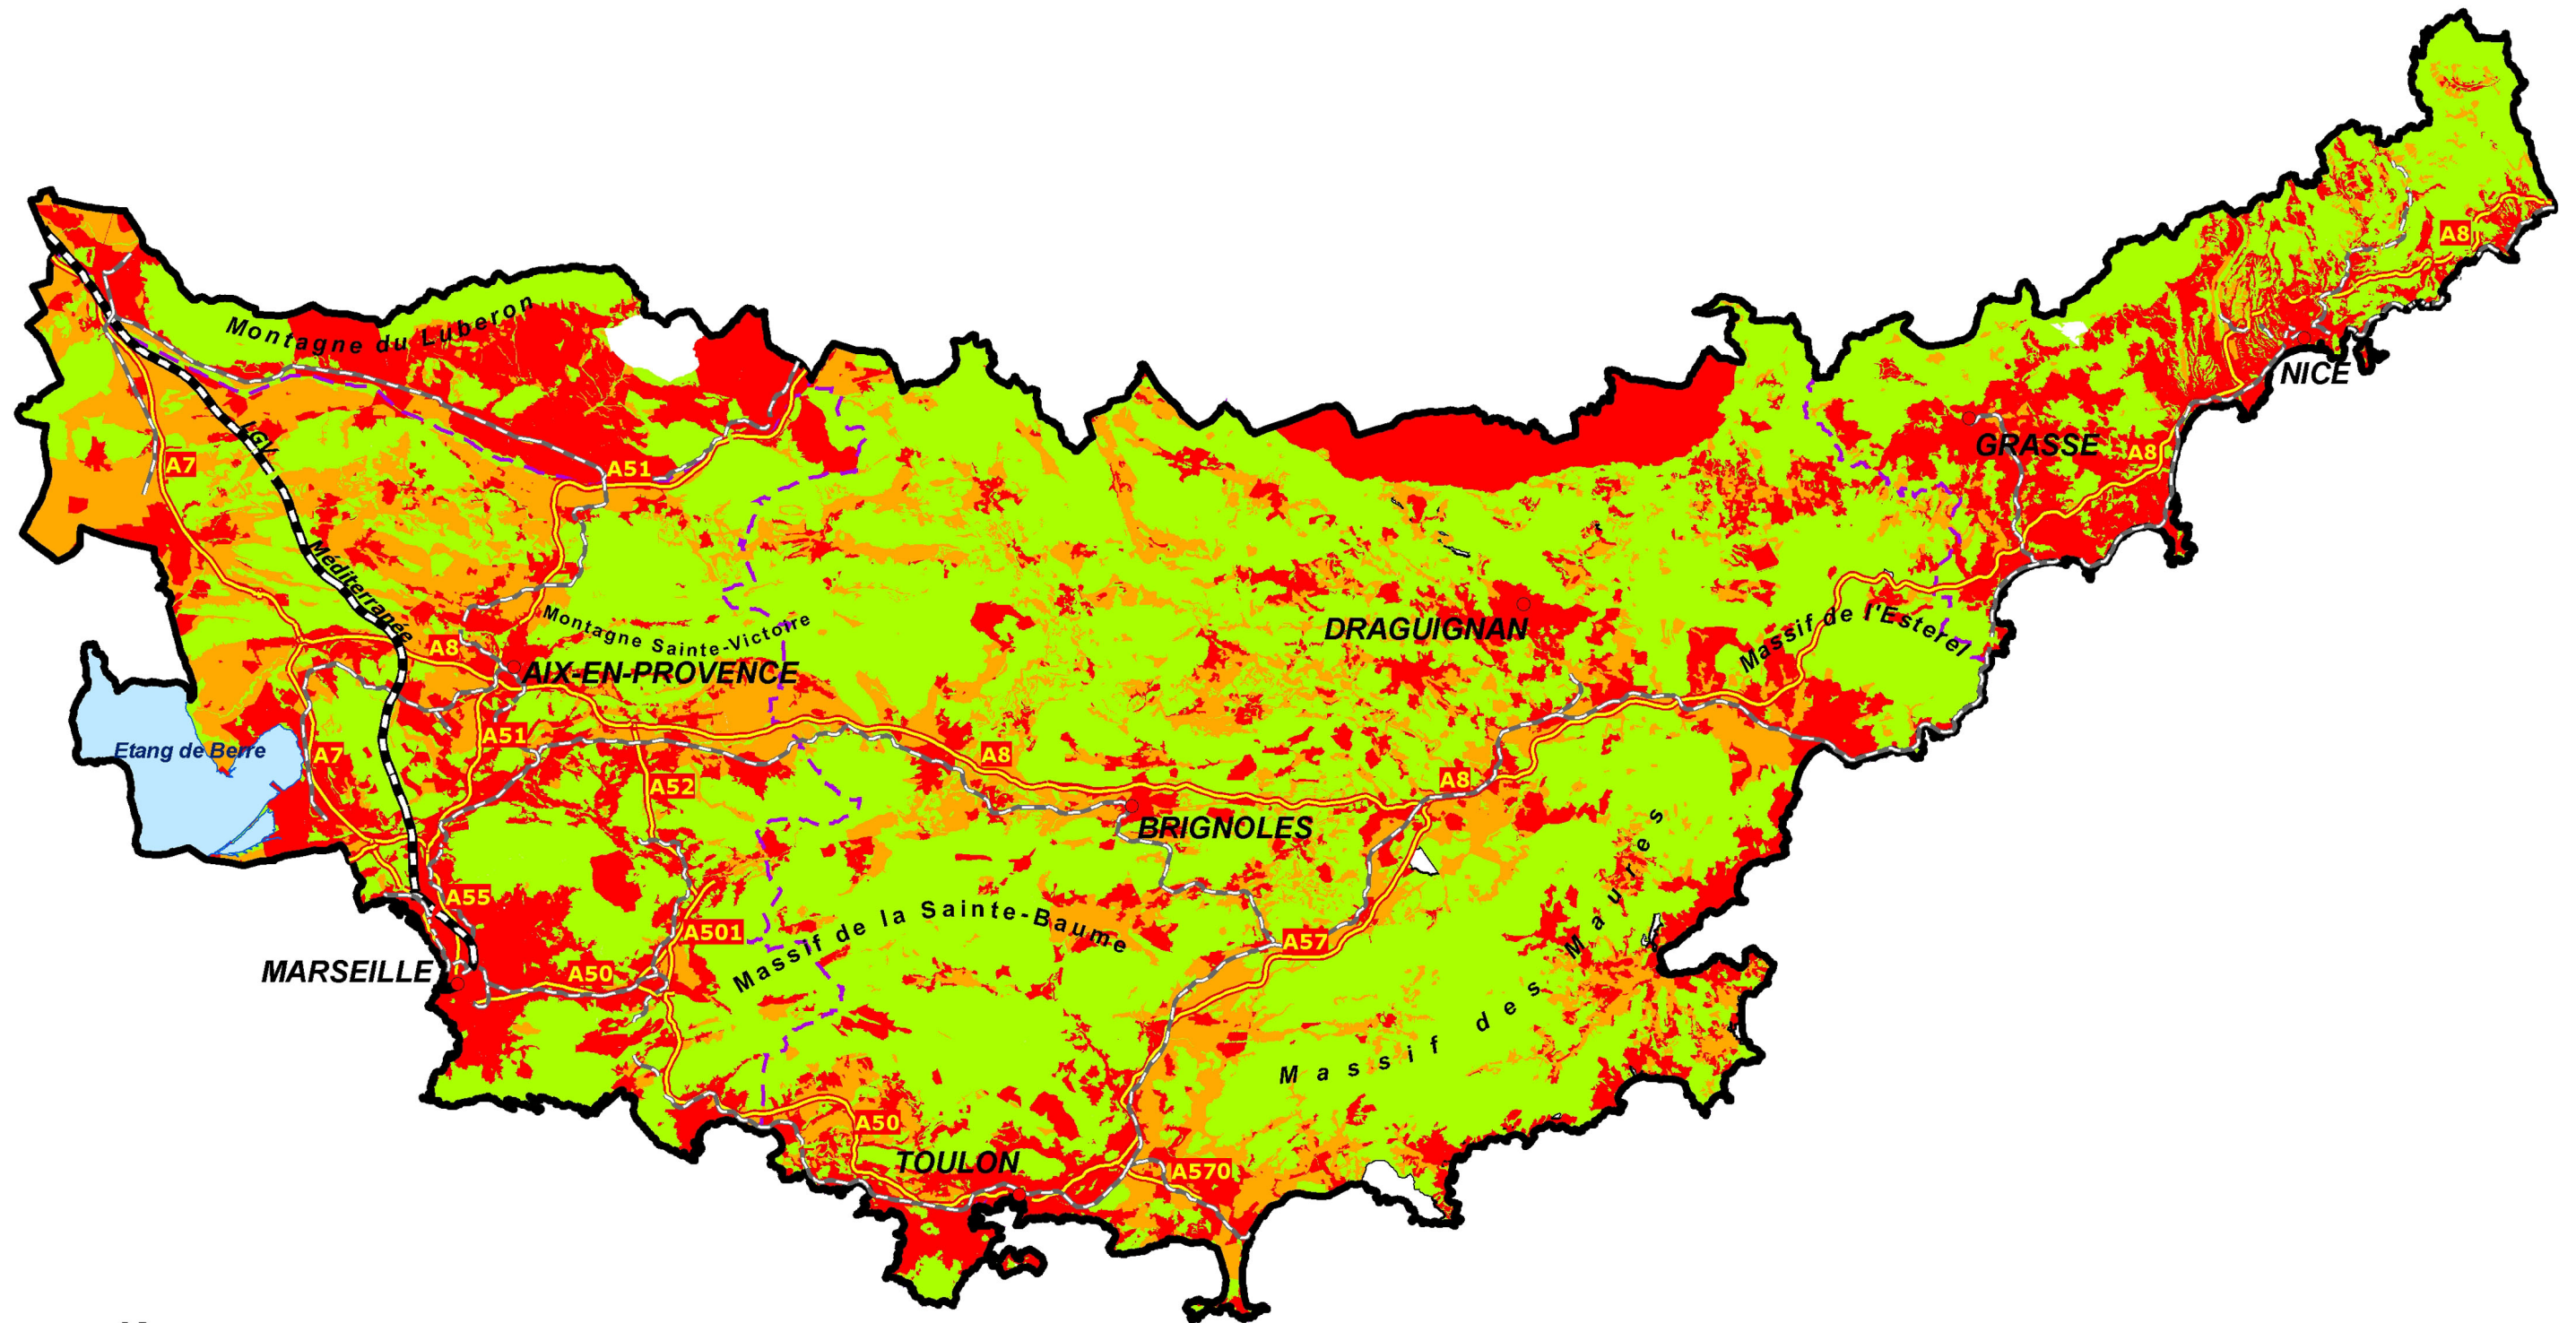 A8
Montagne du Luberon
NICE
GRASSE
A8
LGV
A7
A51
Méditerranée
Montagne Sainte-Victoire
DRAGUIGNAN
Massif de l'Esterel
A8
AIX-EN-PROVENCE
Etang de Berre
A7
A51
A8
A52
A8
BRIGNOLES
Massif des Maures
A55
A501
Massif de la Sainte-Baume
A57
MARSEILLE
A50
A50
TOULON
A570